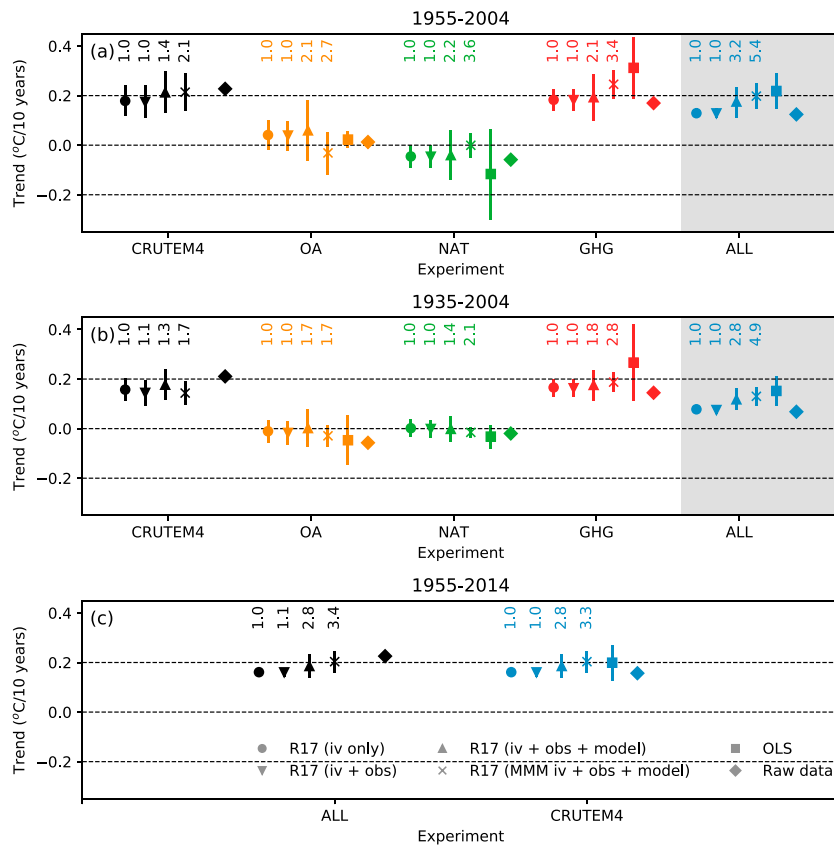 1955-2004
(a)
1.0 1.0 1.4 2.1 1.0 1.0 2.1 2.7 1.0 1.0 2.2 3.6 1.0 1.0 2.1 3.4 1.0 1.0 3.2 5.4
Trend (°C/10 years)
0.4
0.2
0.0
−0.2
CRUTEM4 OA NAT GHG ALL
Experiment
1935-2004
(b)
1.0 1.1 1.3 1.7 1.0 1.0 1.7 1.7 1.0 1.0 1.4 2.1 1.0 1.0 1.8 2.8 1.0 1.0 2.8 4.9
Trend (°C/10 years)
0.4
0.2
0.0
−0.2
CRUTEM4 OA NAT GHG ALL
Experiment
1955-2014
(c)
1.0 1.1 2.8 3.4 1.0 1.0 2.8 3.3
Trend (°C/10 years)
0.4
0.2
0.0
−0.2
R17 (iv only) R17 (iv + obs + model) OLS
R17 (iv + obs) R17 (MMM iv + obs + model) Raw data
ALL CRUTEM4
Experiment